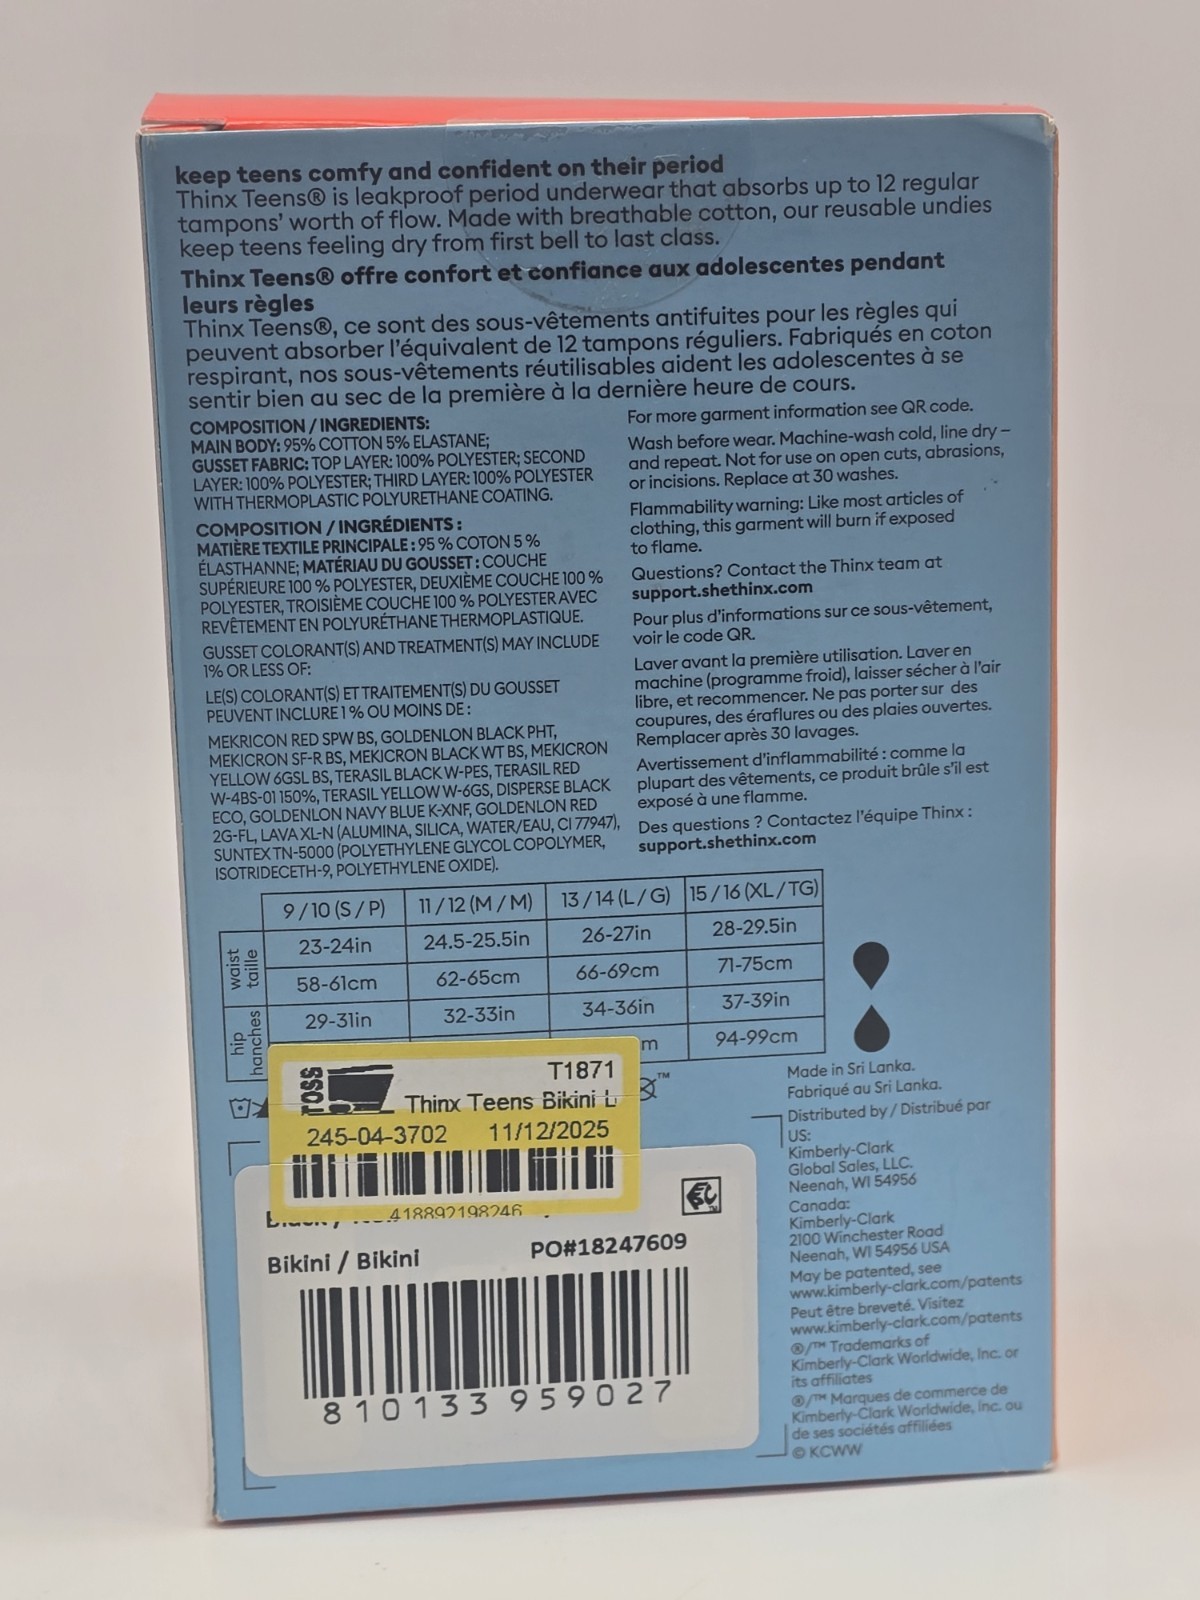 keep teens comfy and confident on their period
Thinx Teens® is leakproof period underwear that absorbs up to 12 regular
tampons' worth of flow. Made with breathable cotton, our reusable undies
keep teens feeling dry from first bell to last class.
Thinx Teens® offre confort et confiance aux adolescentes pendant
leurs règles
Thinx Teens®, ce sont des sous-vêtements antifuites pour les règles qui
peuvent absorber l'équivalent de 12 tampons réguliers. Fabriqués en coton
respirant, nos sous-vêtements réutilisables aident les adolescentes à se
sentir bien au sec de la première à la dernière heure de cours.
COMPOSITION / INGREDIENTS:
MAIN BODY: 95% COTTON 5% ELASTANE;
GUSSET FABRIC: TOP LAYER: 100% POLYESTER; SECOND
LAYER: 100% POLYESTER; THIRD LAYER: 100% POLYESTER
WITH THERMOPLASTIC POLYURETHANE COATING.
COMPOSITION / INGRÉDIENTS :
MATIÈRE TEXTILE PRINCIPALE : 95 % COTON 5 %
ÉLASTHANNE; MATÉRIAU DU GOUSSET : COUCHE
SUPÉRIEURE 100 % POLYESTER, DEUXIÈME COUCHE 100 %
POLYESTER, TROISIÈME COUCHE 100 % POLYESTER AVEC
REVÊTEMENT EN POLYURÉTHANE THERMOPLASTIQUE.
GUSSET COLORANT(S) AND TREATMENT(S) MAY INCLUDE
1% OR LESS OF:
LE(S) COLORANT(S) ET TRAITEMENT(S) DU GOUSSET
PEUVENT INCLURE 1 % OU MOINS DE :
MEKRICON RED SPW BS, GOLDENLON BLACK PHT,
MEKICRON SF-R BS, MEKICRON BLACK WT BS, MEKICRON
YELLOW 6GSL BS, TERASIL BLACK W-PES, TERASIL RED
W-4BS-01 150%, TERASIL YELLOW W-6GS, DISPERSE BLACK
ECO, GOLDENLON NAVY BLUE K-XNF, GOLDENLON RED
2G-FL, LAVA XL-N (ALUMINA, SILICA, WATER/EAU, CI 77947),
SUNTEX TN-5000 (POLYETHYLENE GLYCOL COPOLYMER,
ISOTRIDECETH-9, POLYETHYLENE OXIDE).
For more garment information see QR code.
Wash before wear. Machine-wash cold, line dry –
and repeat. Not for use on open cuts, abrasions,
or incisions. Replace at 30 washes.
Flammability warning: Like most articles of
clothing, this garment will burn if exposed
to flame.
Questions? Contact the Thinx team at
support.shethinx.com
Pour plus d'informations sur ce sous-vêtement,
voir le code QR.
Laver avant la première utilisation. Laver en
machine (programme froid), laisser sécher à l'air
libre, et recommencer. Ne pas porter sur des
coupures, des éraflures ou des plaies ouvertes.
Remplacer après 30 lavages.
Avertissement d'inflammabilité : comme la
plupart des vêtements, ce produit brûle s'il est
exposé à une flamme.
Des questions ? Contactez l'équipe Thinx :
support.shethinx.com
9 / 10 (S / P) 11 / 12 (M / M) 13 / 14 (L / G) 15 / 16 (XL / TG)
waist
taille
23-24in 24.5-25.5in 26-27in 28-29.5in
58-61cm 62-65cm 66-69cm 71-75cm
hip
hanches
29-31in 32-33in 34-36in 37-39in
m 94-99cm
TOSS
T1871
Thinx Teens Bikini L
245-04-3702 11/12/2025
418892198246
Bikini / Bikini PO#18247609
810133 959027
Made in Sri Lanka.
Fabriqué au Sri Lanka.
Distributed by / Distribué par
US:
Kimberly-Clark
Global Sales, LLC.
Neenah, WI 54956
Canada:
Kimberly-Clark
2100 Winchester Road
Neenah, WI 54956 USA
May be patented, see
www.kimberly-clark.com/patents
Peut être breveté. Visitez
www.kimberly-clark.com/patents
®/™ Trademarks of
Kimberly-Clark Worldwide, Inc. or
its affiliates
®/™ Marques de commerce de
Kimberly-Clark Worldwide, Inc. ou
de ses sociétés affiliées
© KCWW